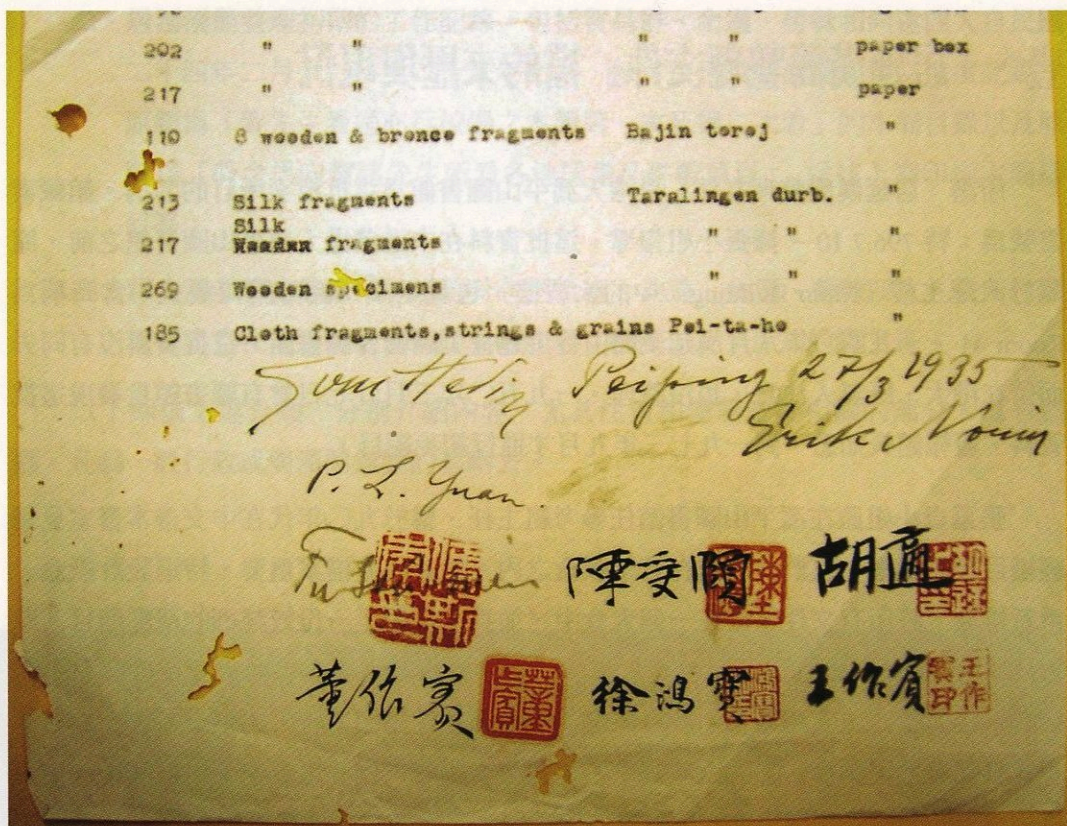 202 " " " " paper box
217 " " " " paper
110 8 wooden & bronce fragments Bajin torej "
213 Silk fragments Taralingen durb. "
Silk
217 fragments " " "
269 Wooden specimens " " "
185 Cloth fragments, strings & grains Pei-ta-ho "
Sven Hedin Peiping 27/3 1935
Erik Norin
P. L. Yuan.
陳受頤 胡適
董作賓 徐鴻寶 王作賓